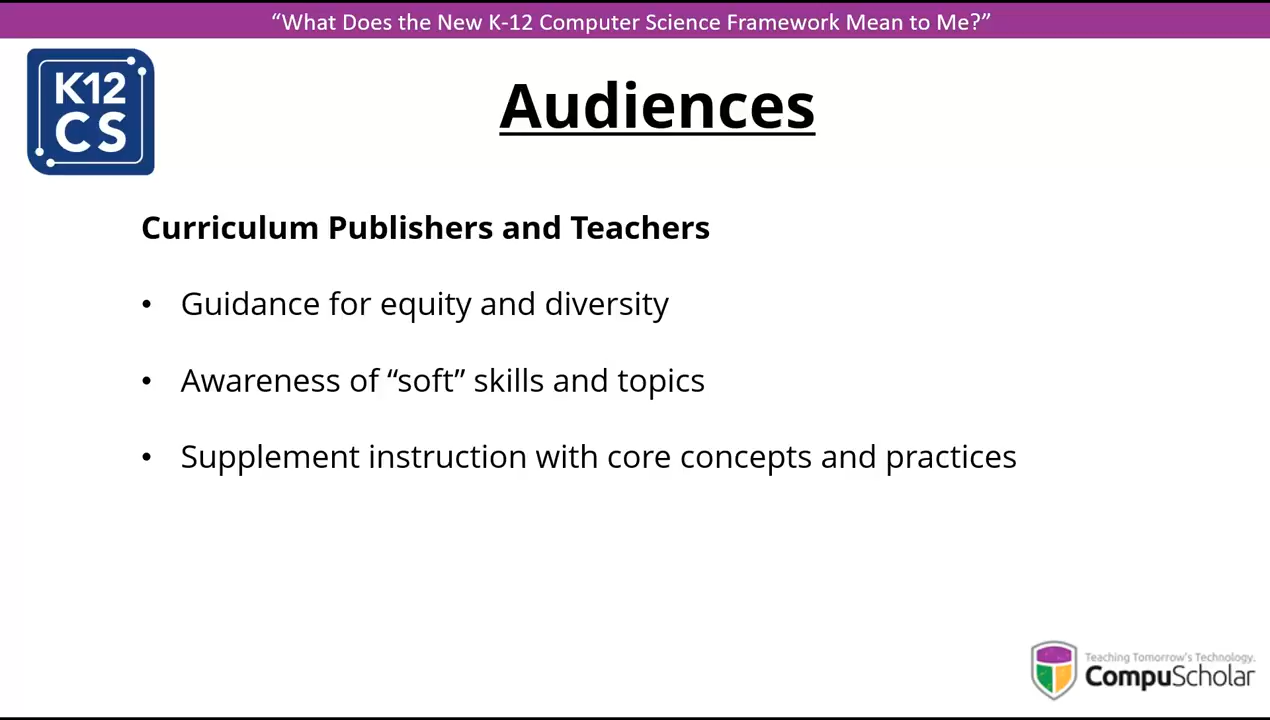 “What Does the New K-12 Computer Science Framework Mean to Me?”
K12
CS
Audiences
Curriculum Publishers and Teachers
• Guidance for equity and diversity
• Awareness of “soft” skills and topics
• Supplement instruction with core concepts and practices
Teaching Tomorrow's Technology.
CompuScholar